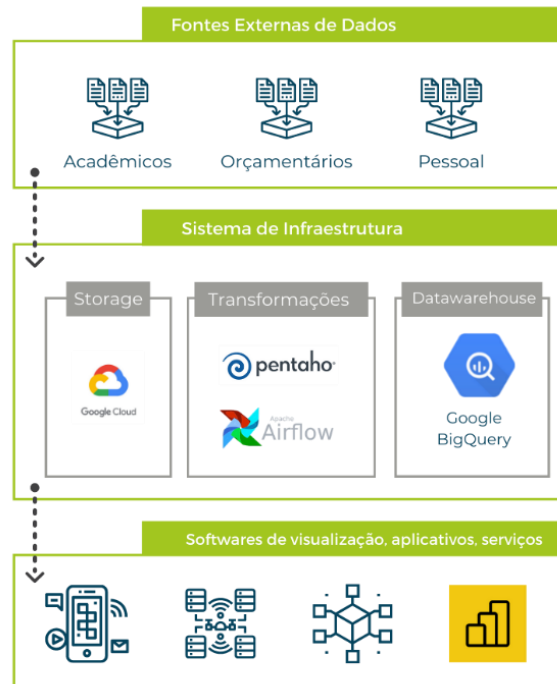 Fontes Externas de Dados
Acadêmicos Orçamentários Pessoal
Sistema de Infraestrutura
Storage Transformações Datawarehouse
Google Cloud
pentaho
Apache
Airflow
Google
BigQuery
Softwares de visualização, aplicativos, serviços